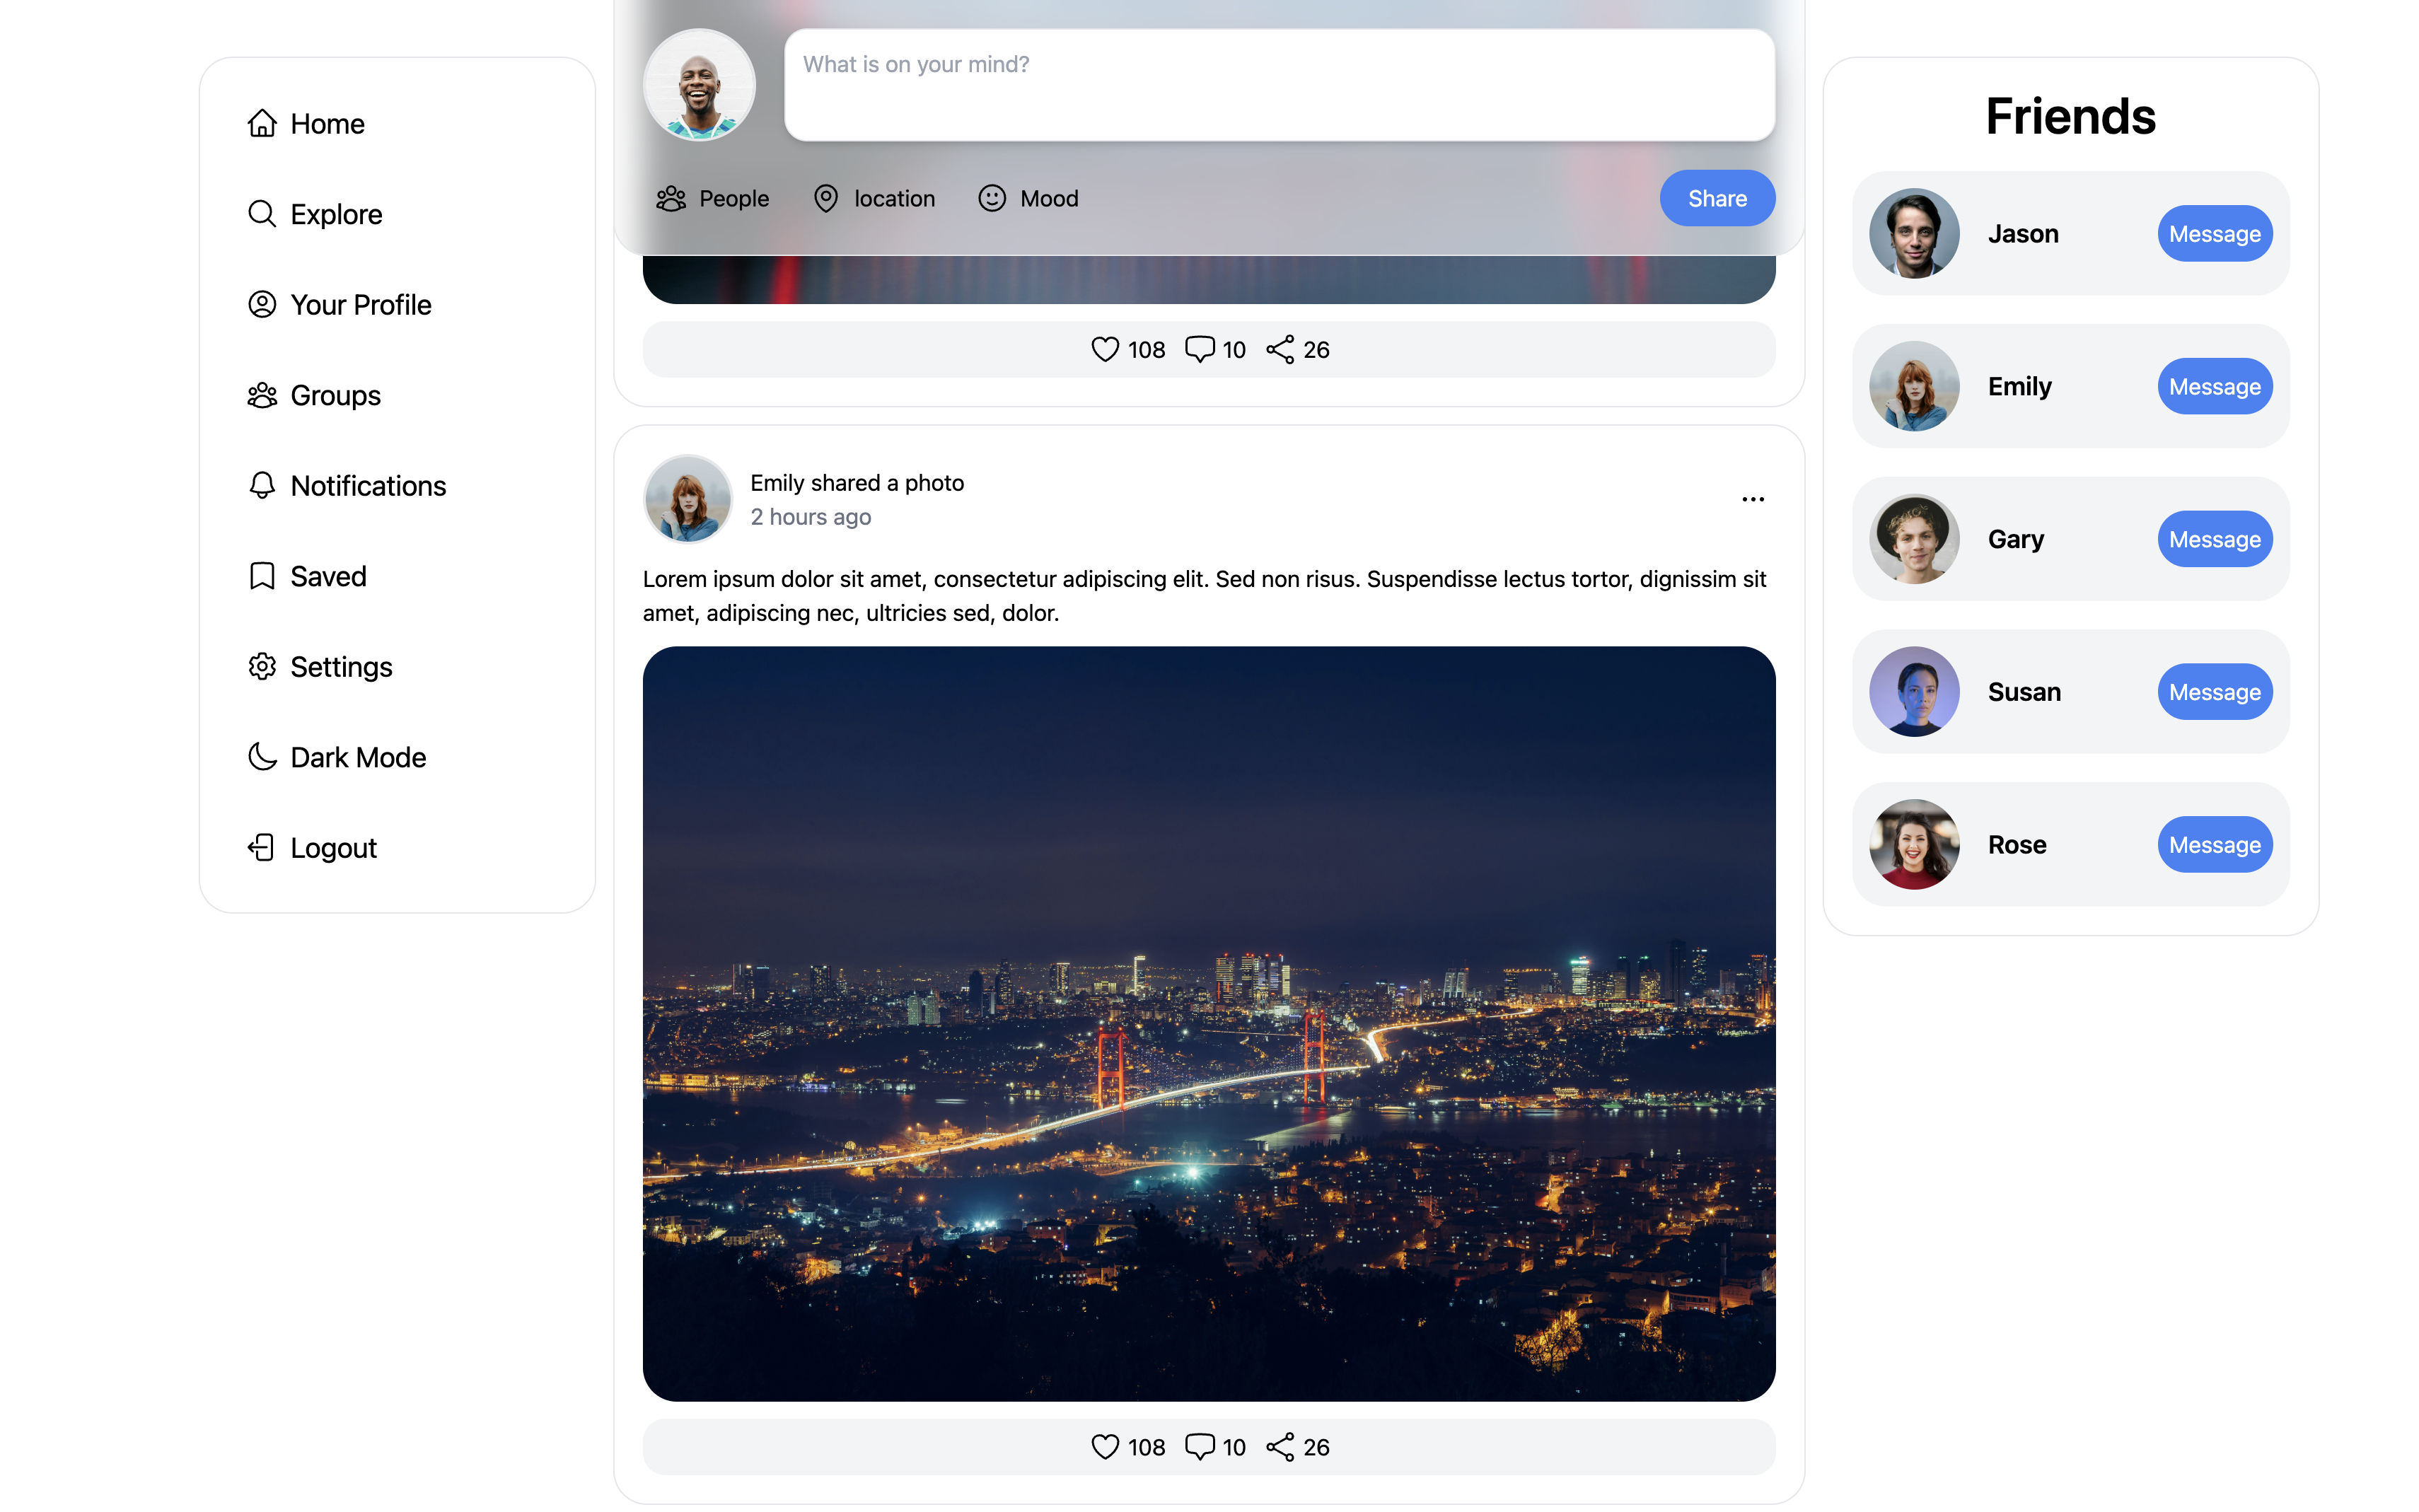 Home
Explore
Your Profile
Groups
Notifications
Saved
Settings
Dark Mode
Logout
What is on your mind?
People
location
Mood
Share
108
10
26
Emily shared a photo
2 hours ago
Lorem ipsum dolor sit amet, consectetur adipiscing elit. Sed non risus. Suspendisse lectus tortor, dignissim sit
amet, adipiscing nec, ultricies sed, dolor.
108
10
26
Friends
Jason
Message
Emily
Message
Gary
Message
Susan
Message
Rose
Message